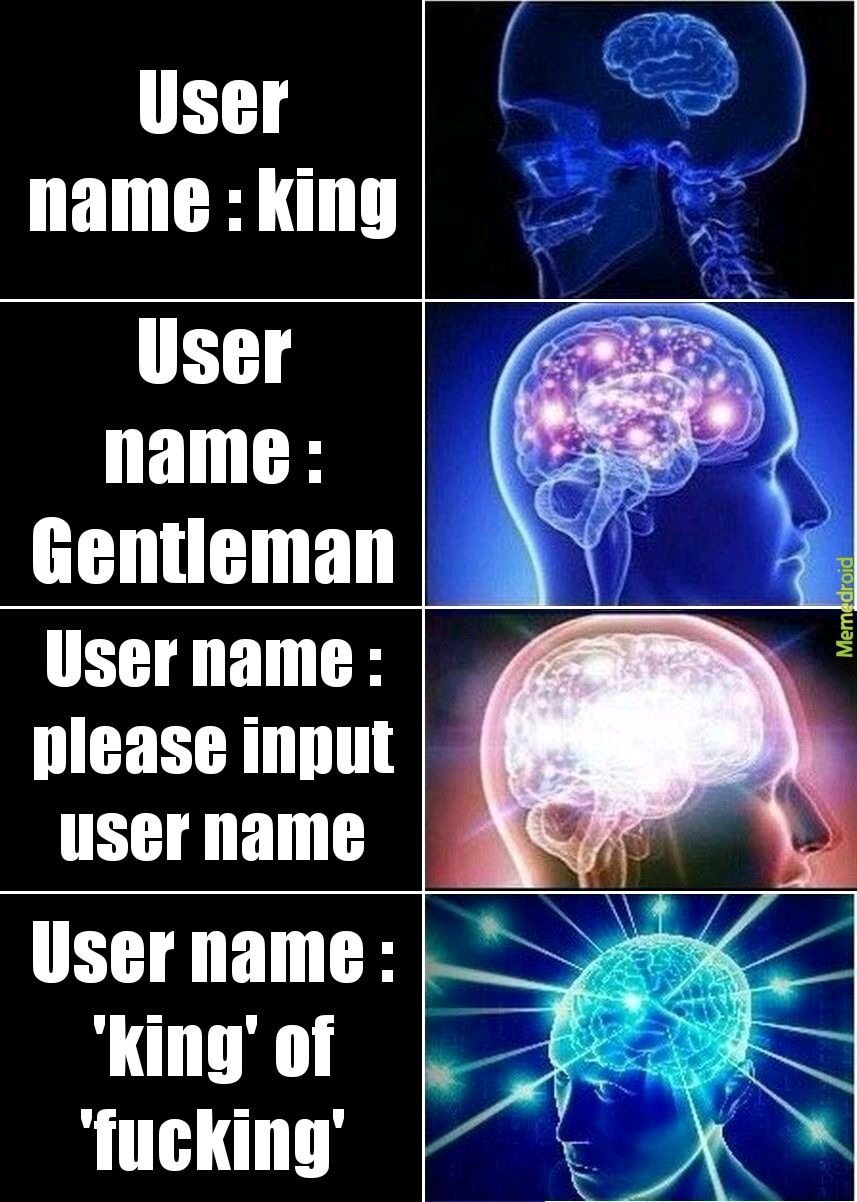 User
name : king
User
name :
Gentleman
User name :
please input
user name
User name :
'king' of
'fucking'
Memedroid